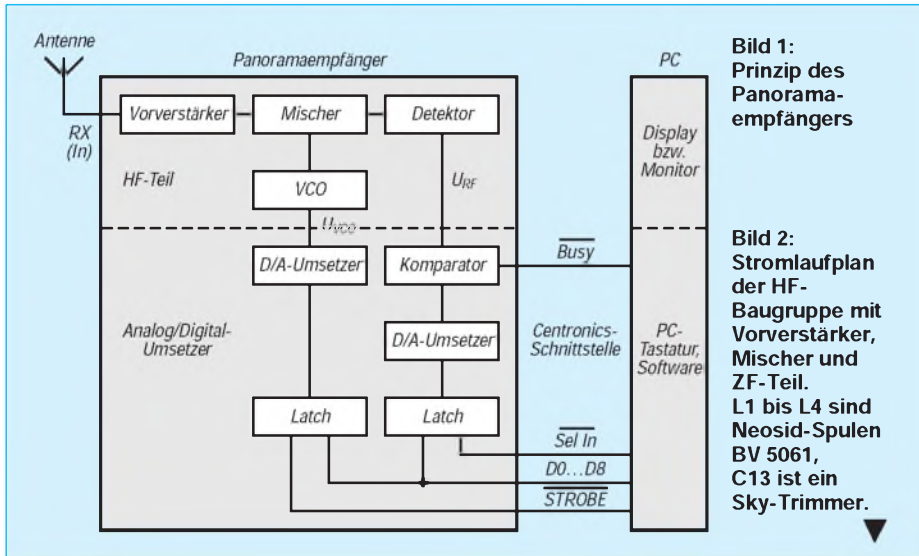 Antenne
Panoramaempfänger
PC
RX
(In)
Vorverstärker
Mischer
Detektor
HF-Teil
VCO
U_RF
U_VCO
Display
bzw.
Monitor
D/A-Umsetzer
Komparator
Busy
Analog/Digital-
Umsetzer
D/A-Umsetzer
Centronics-
Schnittstelle
PC-
Tastatur,
Software
Latch
Latch
Sel In
D0...D8
STROBE
Bild 1:
Prinzip des
Panorama-
empfängers
Bild 2:
Stromlaufplan
der HF-
Baugruppe mit
Vorverstärker,
Mischer und
ZF-Teil.
L1 bis L4 sind
Neosid-Spulen
BV 5061,
C13 ist ein
Sky-Trimmer.